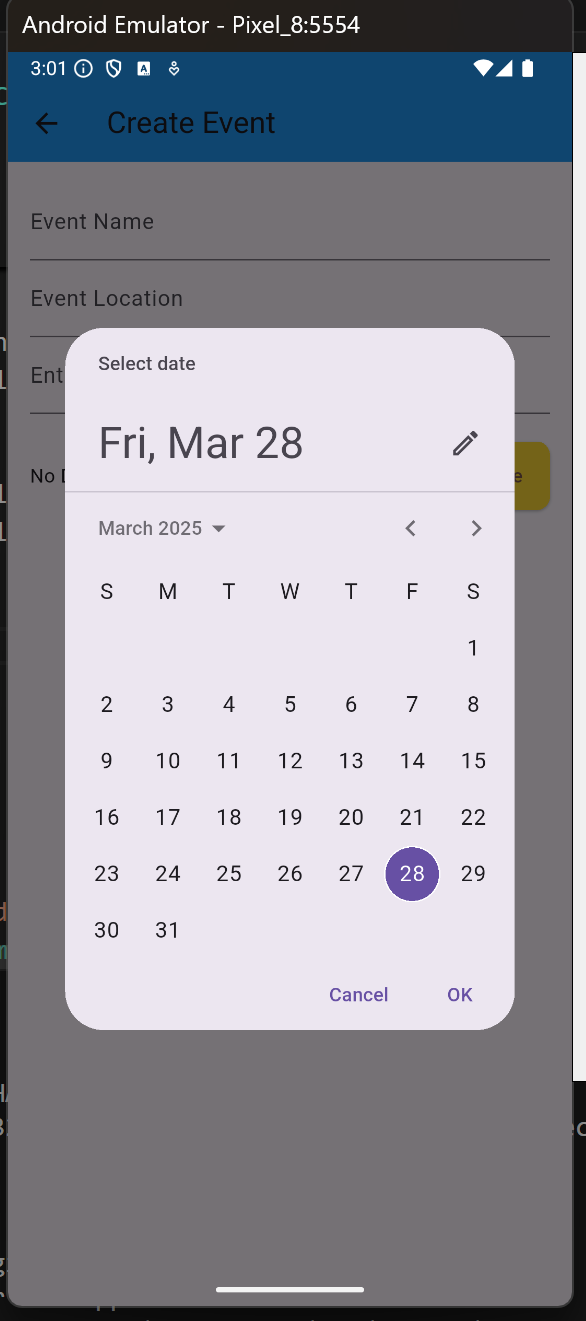 Android Emulator - Pixel_8:5554
3:01
Create Event
Event Name
Event Location
Select date
Fri, Mar 28
No
March 2025
S M T W T F S
1
2 3 4 5 6 7 8
9 10 11 12 13 14 15
16 17 18 19 20 21 22
23 24 25 26 27 28 29
30 31
Cancel OK